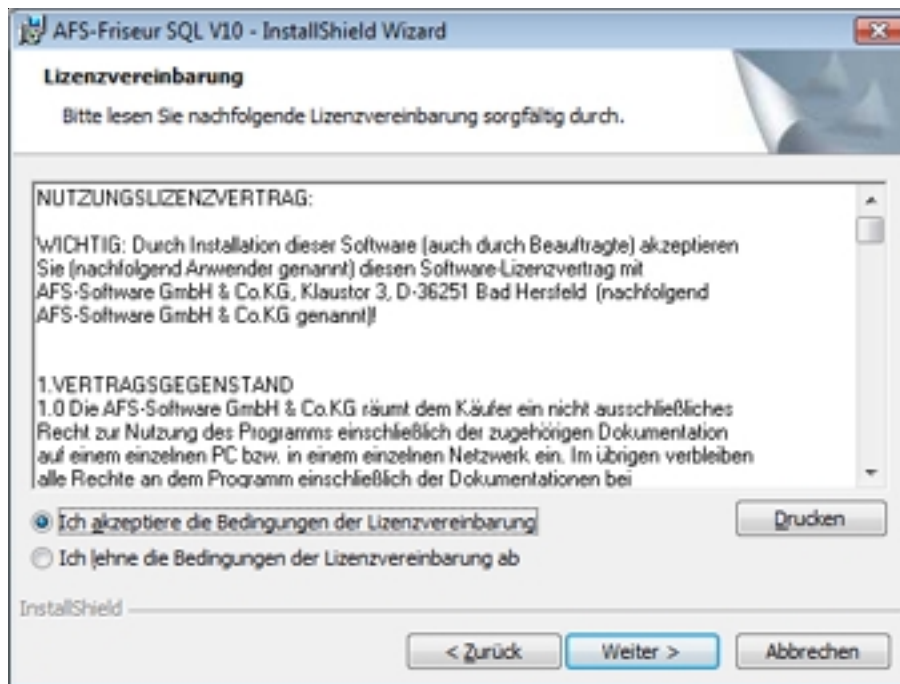 AFS-Friseur SQL V10 - InstallShield Wizard
Lizenzvereinbarung
Bitte lesen Sie nachfolgende Lizenzvereinbarung sorgfältig durch.
NUTZUNGSLIZENZVERTRAG:
WICHTIG: Durch Installation dieser Software (auch durch Beauftragte) akzeptieren
Sie (nachfolgend Anwender genannt) diesen Software-Lizenzvertrag mit
AFS-Software GmbH & Co.KG, Klaustor 3, D-36251 Bad Hersfeld (nachfolgend
AFS-Software GmbH & Co.KG genannt)!
1.VERTRAGSGEGENSTAND
1.0 Die AFS-Software GmbH & Co.KG räumt dem Käufer ein nicht ausschließliches
Recht zur Nutzung des Programms einschließlich der zugehörigen Dokumentation
auf einem einzelnen PC bzw. in einem einzelnen Netzwerk ein. Im übrigen verbleiben
alle Rechte an dem Programm einschließlich der Dokumentationen bei
Ich akzeptiere die Bedingungen der Lizenzvereinbarung
Drucken
Ich lehne die Bedingungen der Lizenzvereinbarung ab
InstallShield
< Zurück
Weiter >
Abbrechen